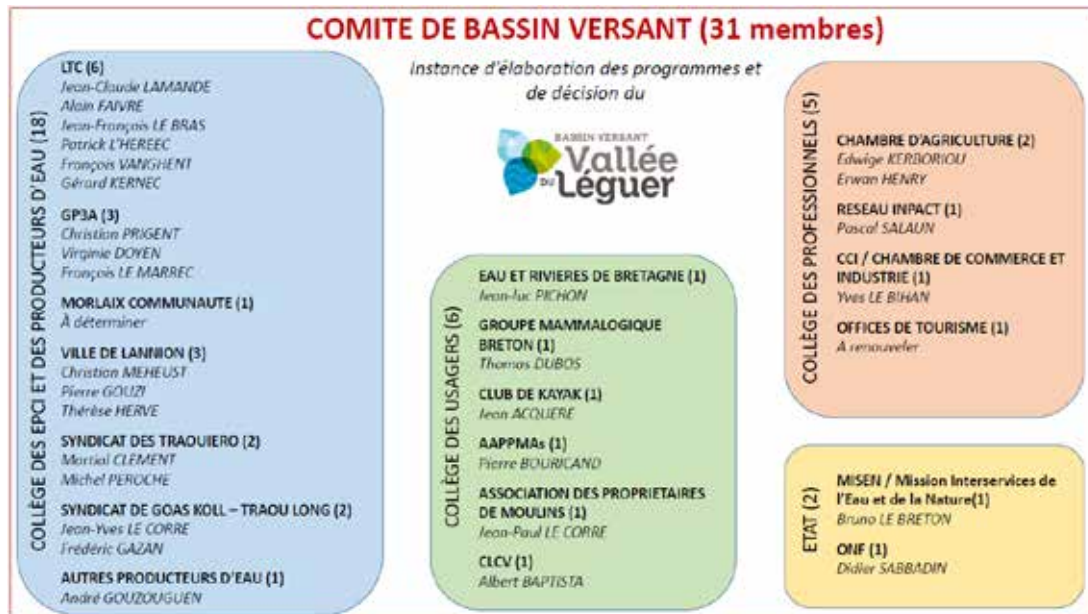 COMITE DE BASSIN VERSANT (31 membres)
Instance d'élaboration des programmes et
de décision du
BASSIN VERSANT
Vallée
DU Léguer
COLLÈGE DES EPCI ET DES PRODUCTEURS D'EAU (18)
LTC (6)
Jean-Claude LAMANDE
Alain FAIVRE
Jean-François LE BRAS
Patrick L'HEREEC
François VANGHENT
Gérard KERNEC
GP3A (3)
Christian PRIGENT
Virginie DOYEN
François LE MARREC
MORLAIX COMMUNAUTE (1)
À déterminer
VILLE DE LANNION (3)
Christian MEHEUST
Pierre GOUZI
Thérèse HERVE
SYNDICAT DES TRAOUIERO (2)
Martial CLEMENT
Michel PEROCHE
SYNDICAT DE GOAS KOLL – TRAOU LONG (2)
Jean-Yves LE CORRE
Frédéric GAZAN
AUTRES PRODUCTEURS D'EAU (1)
André GOUZOUGUEN
COLLÈGE DES USAGERS (6)
EAU ET RIVIERES DE BRETAGNE (1)
Jean-luc PICHON
GROUPE MAMMALOGIQUE
BRETON (1)
Thomas DUBOS
CLUB DE KAYAK (1)
Jean ACQUERE
AAPPMAs (1)
Pierre BOURICAND
ASSOCIATION DES PROPRIETAIRES
DE MOULINS (1)
Jean-Paul LE CORRE
CLCV (1)
Albert BAPTISTA
COLLÈGE DES PROFESSIONNELS (5)
CHAMBRE D'AGRICULTURE (2)
Edwige KERBORIOU
Erwan HENRY
RESEAU INPACT (1)
Pascal SALAUN
CCI / CHAMBRE DE COMMERCE ET
INDUSTRIE (1)
Yves LE BIHAN
OFFICES DE TOURISME (1)
A renouveler
ETAT (2)
MISEN / Mission Interservices de
l'Eau et de la Nature(1)
Bruno LE BRETON
ONF (1)
Didier SABBADIN